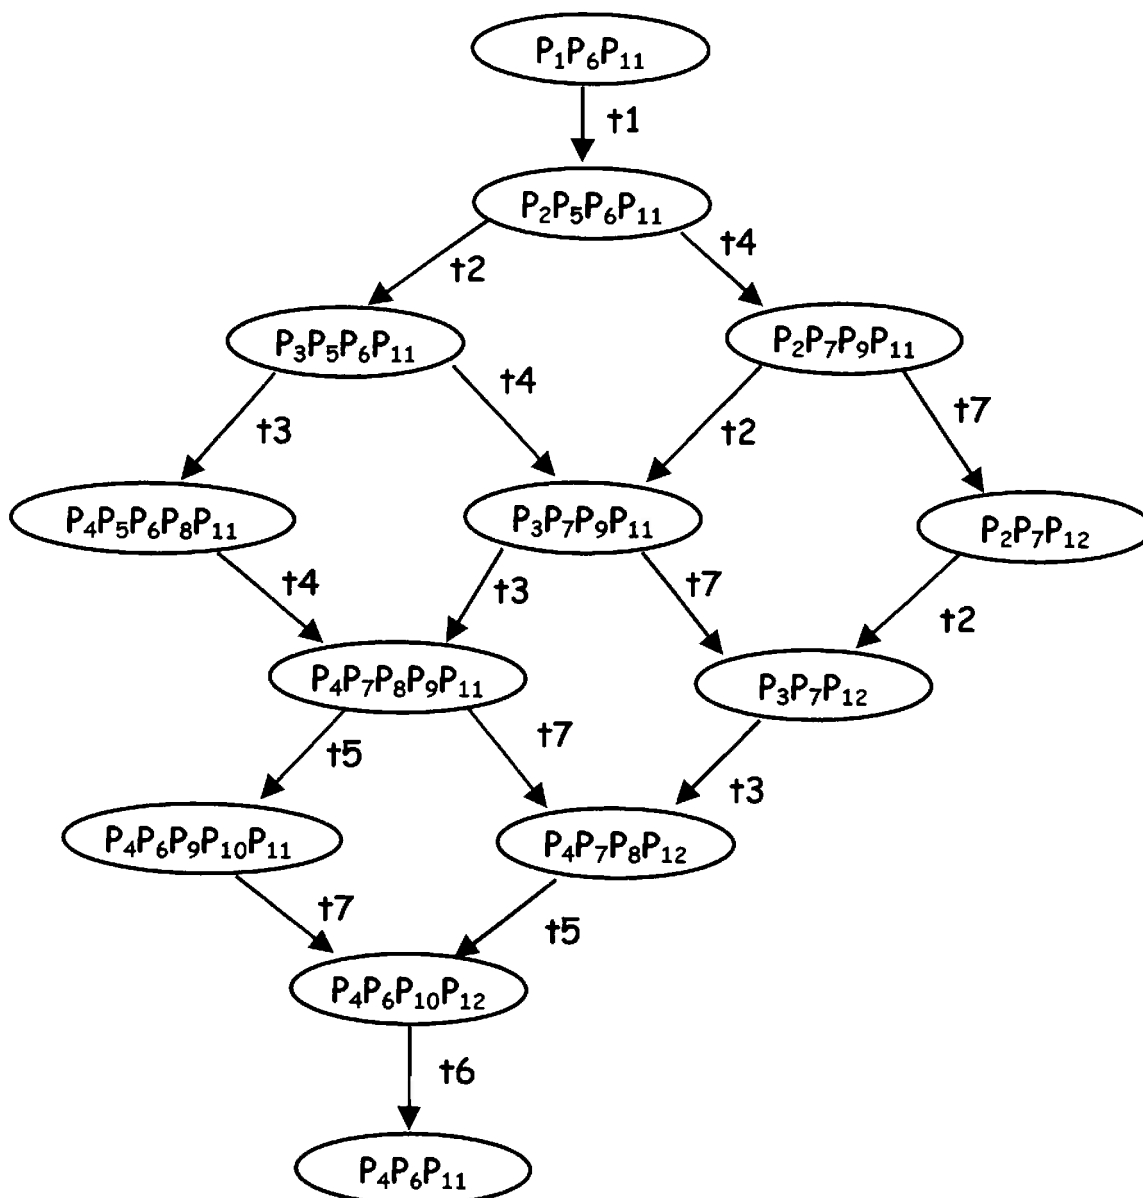 P₁P₆P₁₁
t1
P₂P₅P₆P₁₁
t2
t4
P₃P₅P₆P₁₁
P₂P₇P₉P₁₁
t3
t4
t2
t7
P₄P₅P₆P₈P₁₁
P₃P₇P₉P₁₁
P₂P₇P₁₂
t4
t3
t7
t2
P₄P₇P₈P₉P₁₁
P₃P₇P₁₂
t5
t7
t3
P₄P₆P₉P₁₀P₁₁
P₄P₇P₈P₁₂
t7
t5
P₄P₆P₁₀P₁₂
t6
P₄P₆P₁₁